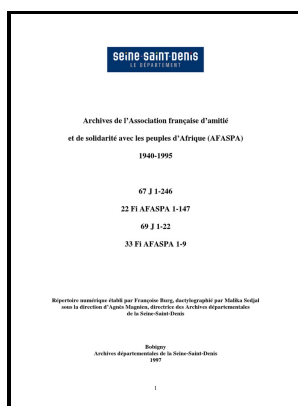 Seine SainT-DeniS
LE DÉPARTEMENT
Archives de l'Association française d'amitié
et de solidarité avec les peuples d'Afrique (AFASPA)
1940-1995
67 J 1-246
22 Fi AFASPA 1-147
69 J 1-22
33 Fi AFASPA 1-9
Répertoire numérique établi par Françoise Burg, dactylographié par Malika Sedjal
sous la direction d'Agnès Magnien, directrice des Archives départementales
de la Seine-Saint-Denis
Bobigny
Archives départementales de la Seine-Saint-Denis
1997
1